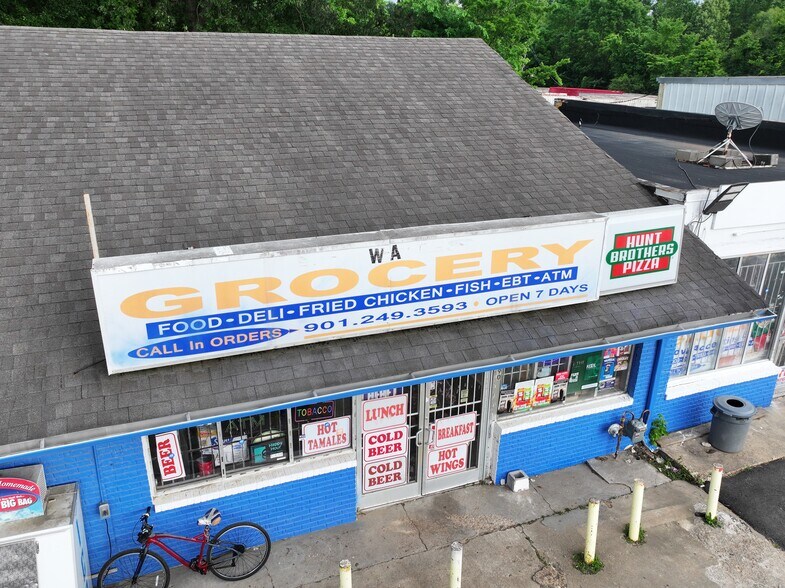 W A
GROCERY
FOOD • DELI • FRIED CHICKEN • FISH • EBT • ATM
CALL In ORDERS
901.249.3593 • OPEN 7 DAYS
HUNT
BROTHERS
PIZZA
BEER
TOBACCO
HOT
TAMALES
LUNCH
COLD
BEER
COLD
BEER
BREAKFAST
HOT
WINGS
Homemade
BIG BAG